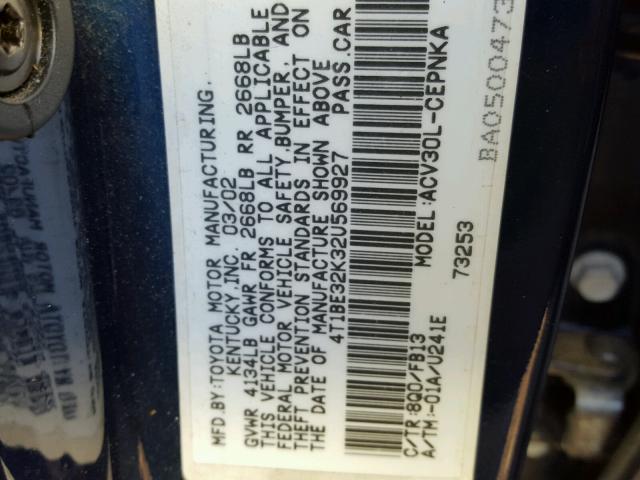 MFD.BY:TOYOTA MOTOR MANUFACTURING,
KENTUCKY,INC. 03/02
GVWR 4134LB GAWR FR 2668LB RR 2668LB
THIS VEHICLE CONFORMS TO ALL APPLICABLE
FEDERAL MOTOR VEHICLE SAFETY,BUMPER, AND
THEFT PREVENTION STANDARDS IN EFFECT ON
THE DATE OF MANUFACTURE SHOWN ABOVE
4T1BE32K32U569927 PASS.CAR
MODEL:ACV30L-CEPNKA
C/TR:8Q0/FB13 73253
A/TM:-01A/U241E
BA0500473